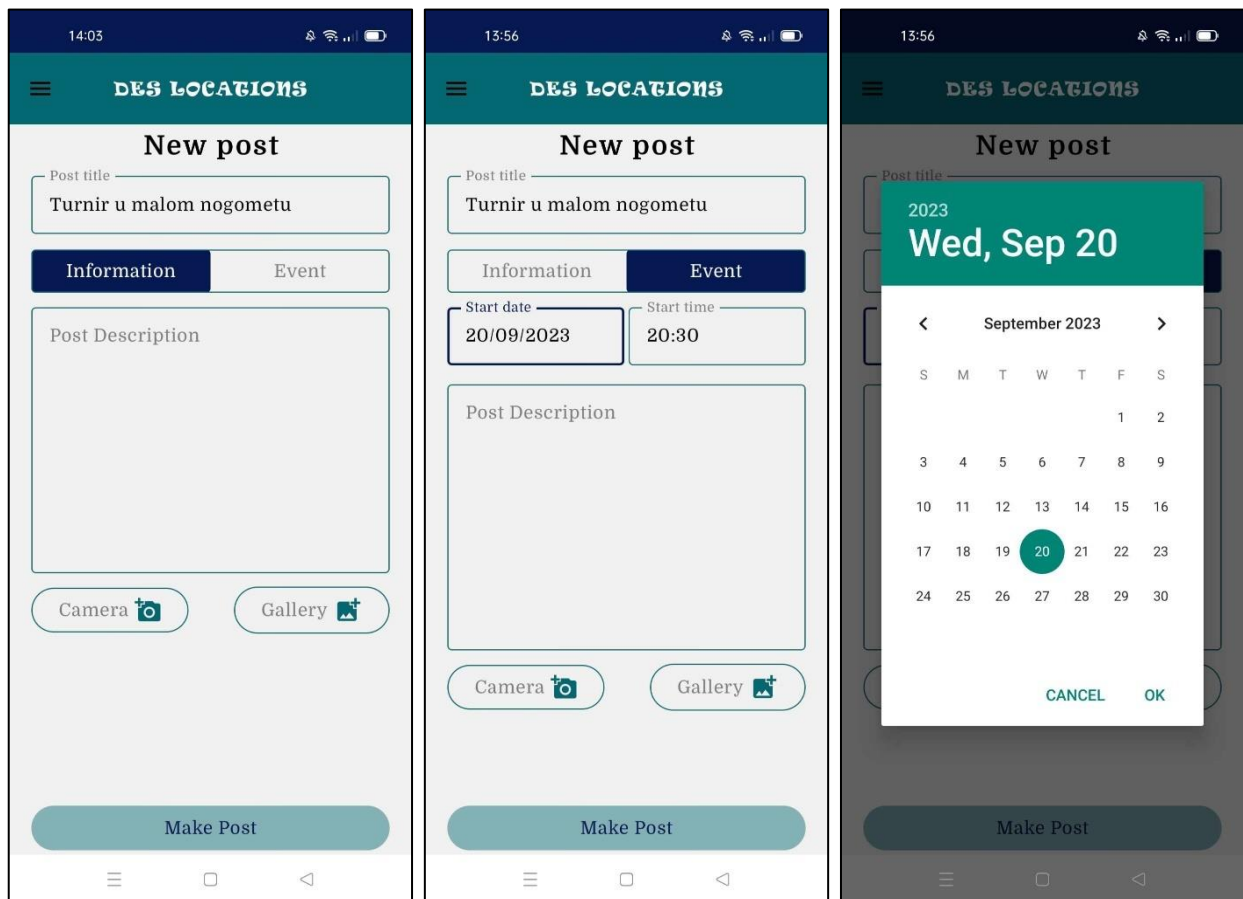 14:03
DES LOCATIONS
New post
Post title
Turnir u malom nogometu
Information Event
Post Description
Camera Gallery
Make Post
13:56
DES LOCATIONS
New post
Post title
Turnir u malom nogometu
Information Event
Start date Start time
20/09/2023 20:30
Post Description
Camera Gallery
Make Post
13:56
DES LOCATIONS
New post
Post title
2023
Wed, Sep 20
September 2023
S M T W T F S
1 2
3 4 5 6 7 8 9
10 11 12 13 14 15 16
17 18 19 20 21 22 23
24 25 26 27 28 29 30
CANCEL OK
Make Post